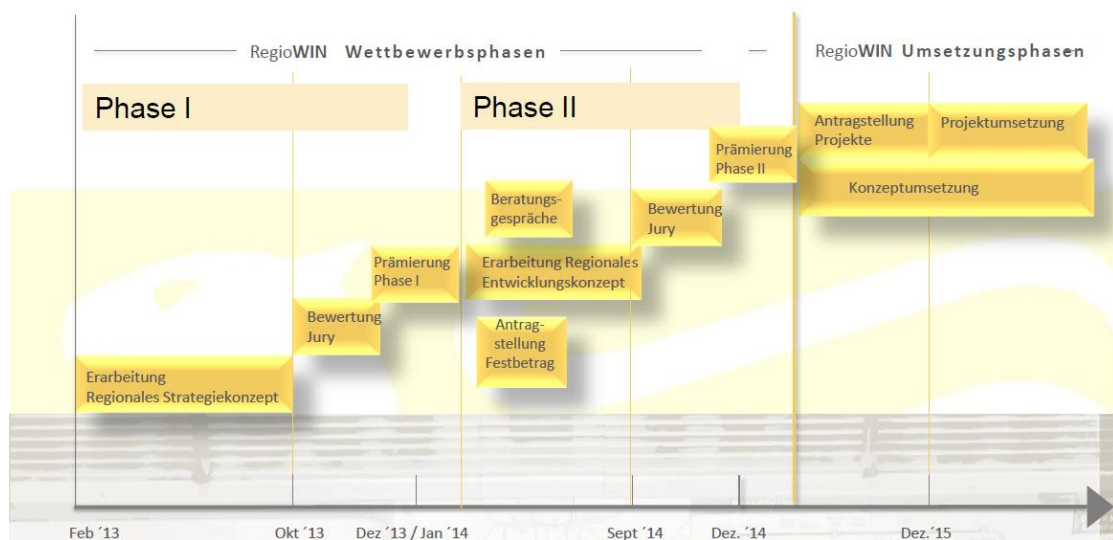 RegioWIN Wettbewerbsphasen
RegioWIN Umsetzungsphasen
Phase I
Phase II
Antragstellung
Projekte
Projektumsetzung
Prämierung
Phase II
Konzeptumsetzung
Beratungs-
gespräche
Bewertung
Jury
Prämierung
Phase I
Erarbeitung Regionales
Entwicklungskonzept
Bewertung
Jury
Antrag-
stellung
Festbetrag
Erarbeitung
Regionales Strategiekonzept
Feb ´13
Okt ´13
Dez ´13 / Jan ´14
Sept ´14
Dez. ´14
Dez.´15